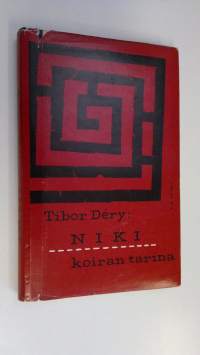 Tibor Déry:
NIKI
koiran tarina